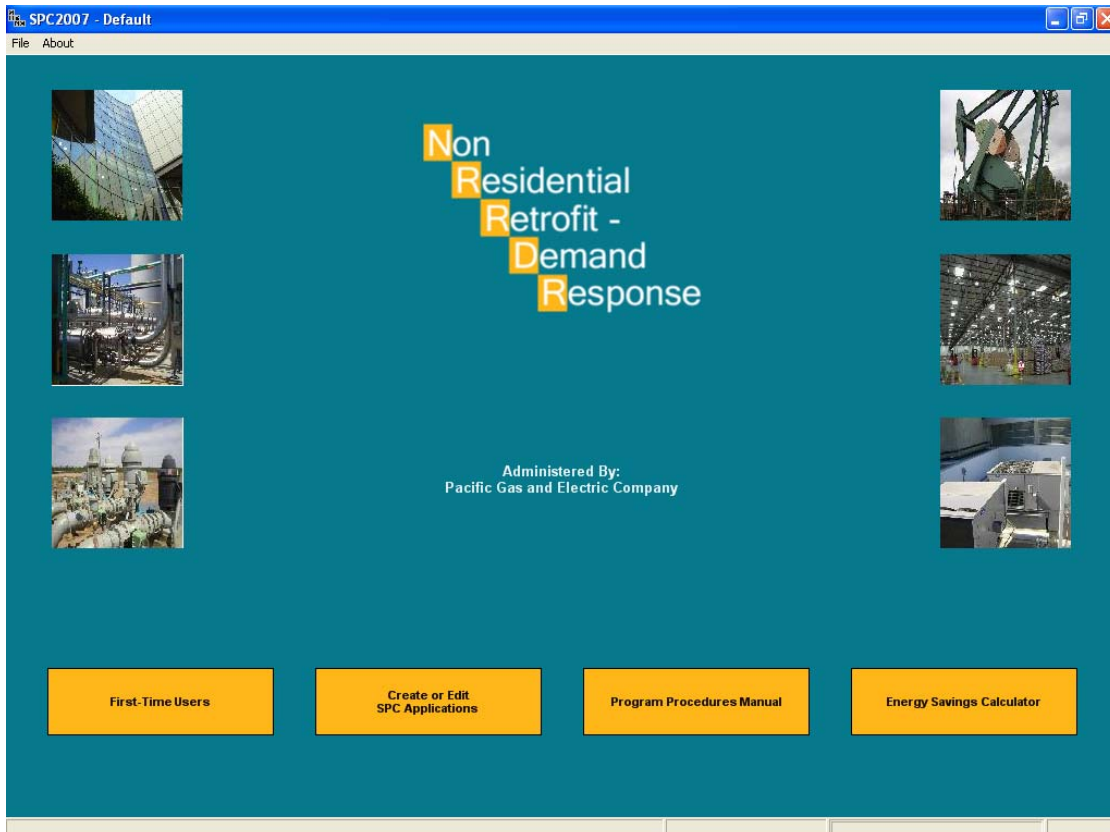 SPC2007 - Default
File About
Non
Residential
Retrofit -
Demand
Response
Administered By:
Pacific Gas and Electric Company
First-Time Users
Create or Edit
SPC Applications
Program Procedures Manual
Energy Savings Calculator